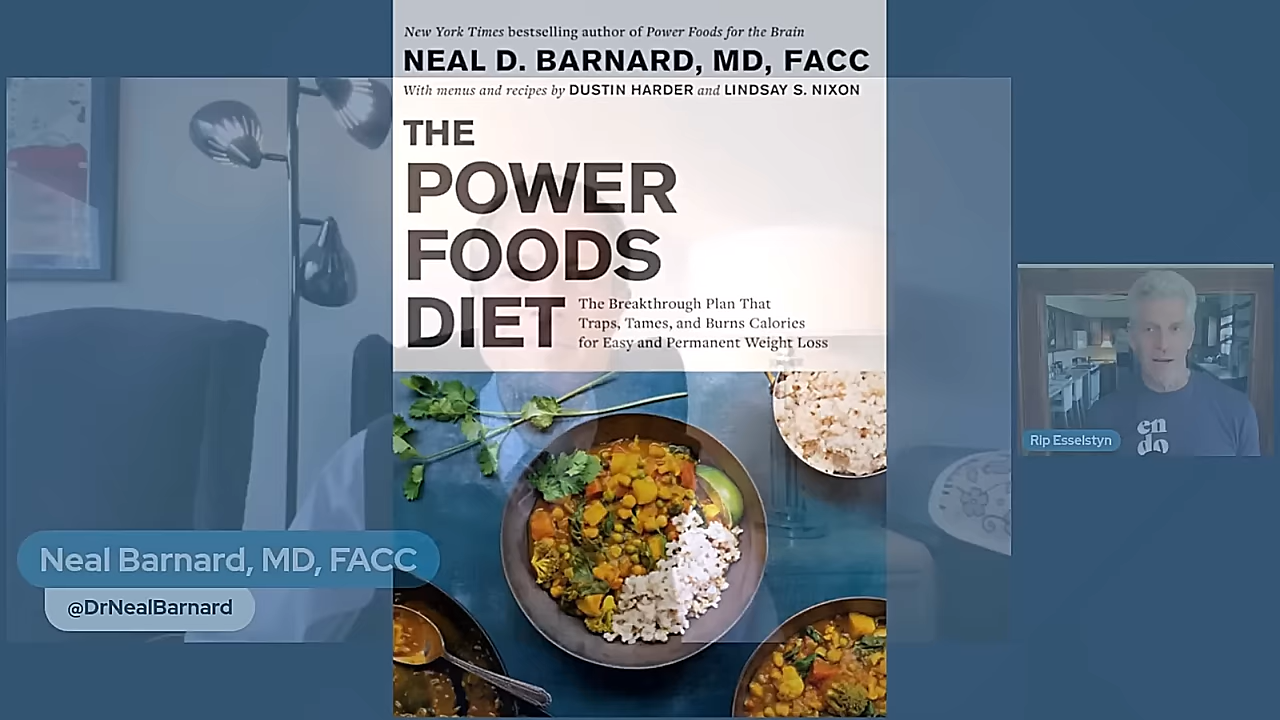 New York Times bestselling author of Power Foods for the Brain
NEAL D. BARNARD, MD, FACC
With menus and recipes by DUSTIN HARDER and LINDSAY S. NIXON
THE
POWER
FOODS
DIET
The Breakthrough Plan That
Traps, Tames, and Burns Calories
for Easy and Permanent Weight Loss
Neal Barnard, MD, FACC
@DrNealBarnard
Rip Esselstyn
en
do